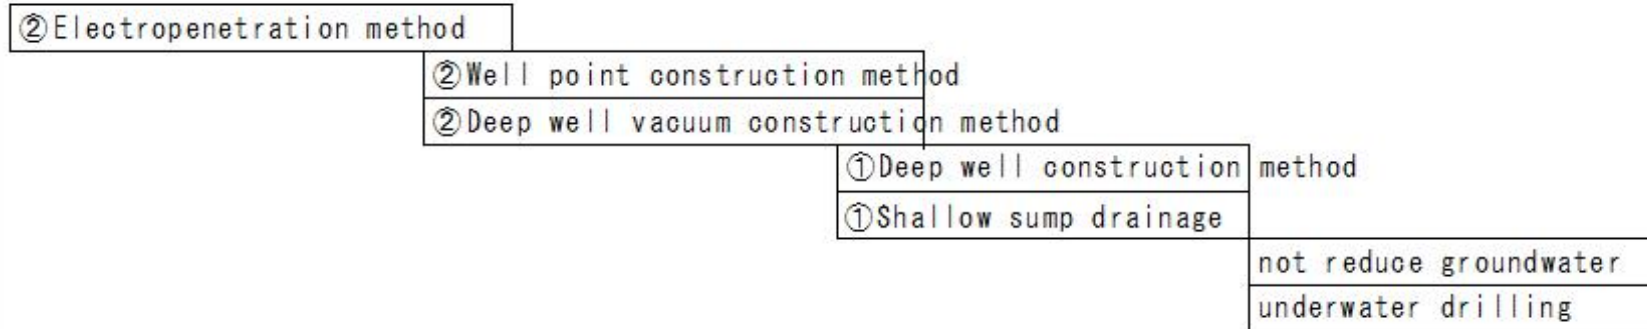 ②Electropenetration method
②Well point construction method
②Deep well vacuum construction method
①Deep well construction method
①Shallow sump drainage
not reduce groundwater
underwater drilling